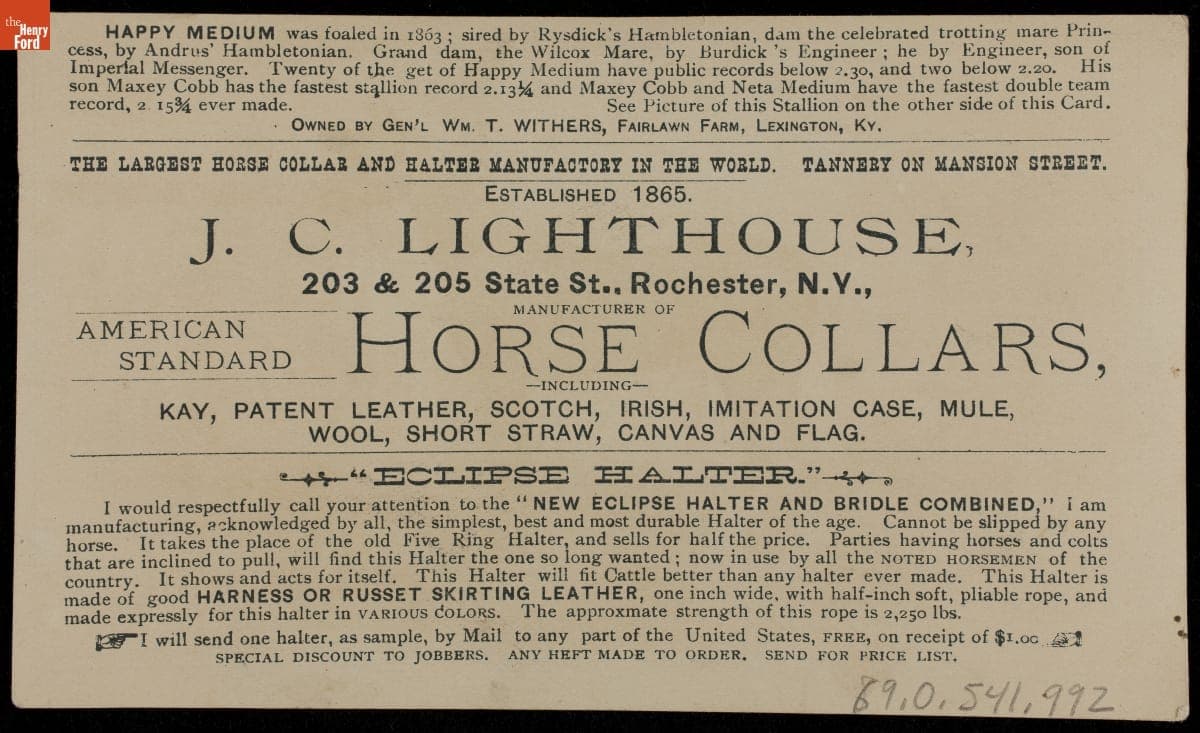 the
Henry
Ford
HAPPY MEDIUM was foaled in 1863; sired by Rysdick's Hambletonian, dam the celebrated trotting mare Prin-
cess, by Andrus' Hambletonian. Grand dam, the Wilcox Mare, by Burdick's Engineer; he by Engineer, son of
Imperial Messenger. Twenty of the get of Happy Medium have public records below 2.30, and two below 2.20. His
son Maxey Cobb has the fastest stallion record 2.13¼ and Maxey Cobb and Neta Medium have the fastest double team
record, 2 15¾ ever made. See Picture of this Stallion on the other side of this Card.
OWNED BY GEN'L WM. T. WITHERS, FAIRLAWN FARM, LEXINGTON, KY.
THE LARGEST HORSE COLLAR AND HALTER MANUFACTORY IN THE WORLD. TANNERY ON MANSION STREET.
ESTABLISHED 1865.
J. C. LIGHTHOUSE,
203 & 205 State St., Rochester, N.Y.,
MANUFACTURER OF
AMERICAN
STANDARD
HORSE COLLARS,
—INCLUDING—
KAY, PATENT LEATHER, SCOTCH, IRISH, IMITATION CASE, MULE,
WOOL, SHORT STRAW, CANVAS AND FLAG.
"ECLIPSE HALTER."
I would respectfully call your attention to the "NEW ECLIPSE HALTER AND BRIDLE COMBINED," I am
manufacturing, acknowledged by all, the simplest, best and most durable Halter of the age. Cannot be slipped by any
horse. It takes the place of the old Five Ring Halter, and sells for half the price. Parties having horses and colts
that are inclined to pull, will find this Halter the one so long wanted; now in use by all the NOTED HORSEMEN of the
country. It shows and acts for itself. This Halter will fit Cattle better than any halter ever made. This Halter is
made of good HARNESS OR RUSSET SKIRTING LEATHER, one inch wide, with half-inch soft, pliable rope, and
made expressly for this halter in VARIOUS COLORS. The approxmate strength of this rope is 2,250 lbs.
I will send one halter, as sample, by Mail to any part of the United States, FREE, on receipt of $1.00
SPECIAL DISCOUNT TO JOBBERS. ANY HEFT MADE TO ORDER. SEND FOR PRICE LIST.
89.0.541.992